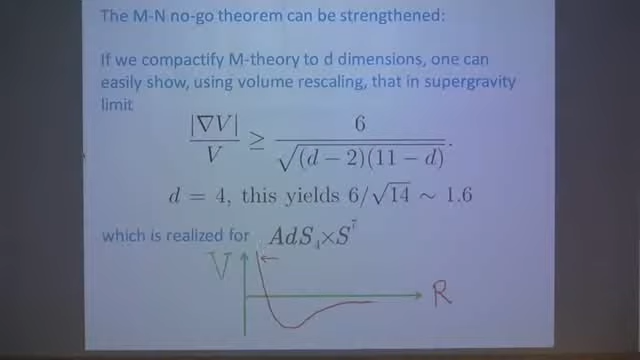 The M-N no-go theorem can be strengthened:
If we compactify M-theory to d dimensions, one can
easily show, using volume rescaling, that in supergravity
limit
|∇V| / V ≥ 6 / √((d − 2)(11 − d)).
d = 4, this yields 6/√14 ∼ 1.6
which is realized for AdS₄×S⁷
V
R